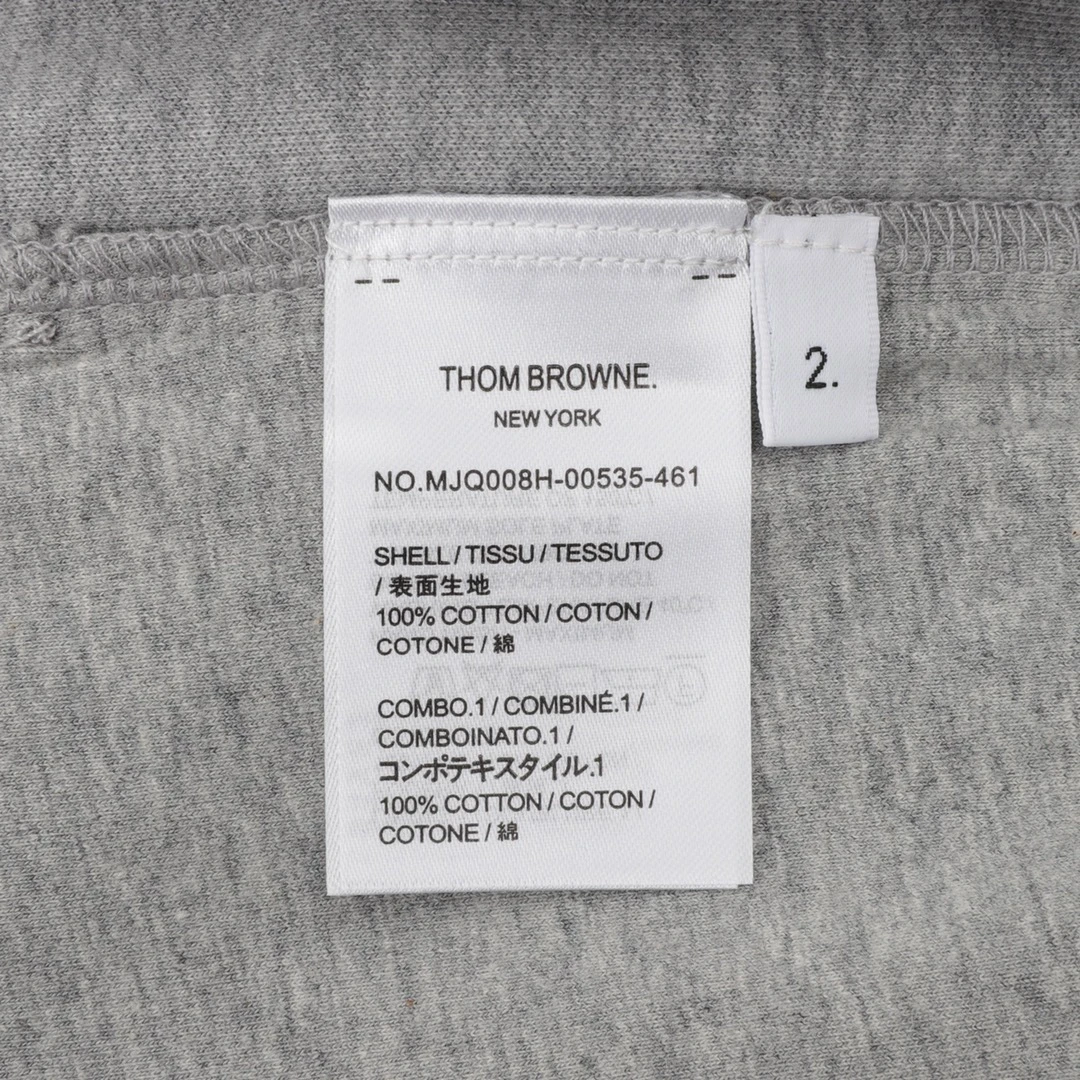 THOM BROWNE.
NEW YORK
NO.MJQ008H-00535-461
SHELL / TISSU / TESSUTO
/ 表面生地
100% COTTON / COTON /
COTONE / 綿
COMBO.1 / COMBINÉ.1 /
COMBOINATO.1 /
コンポテキスタイル.1
100% COTTON / COTON /
COTONE / 綿
2.